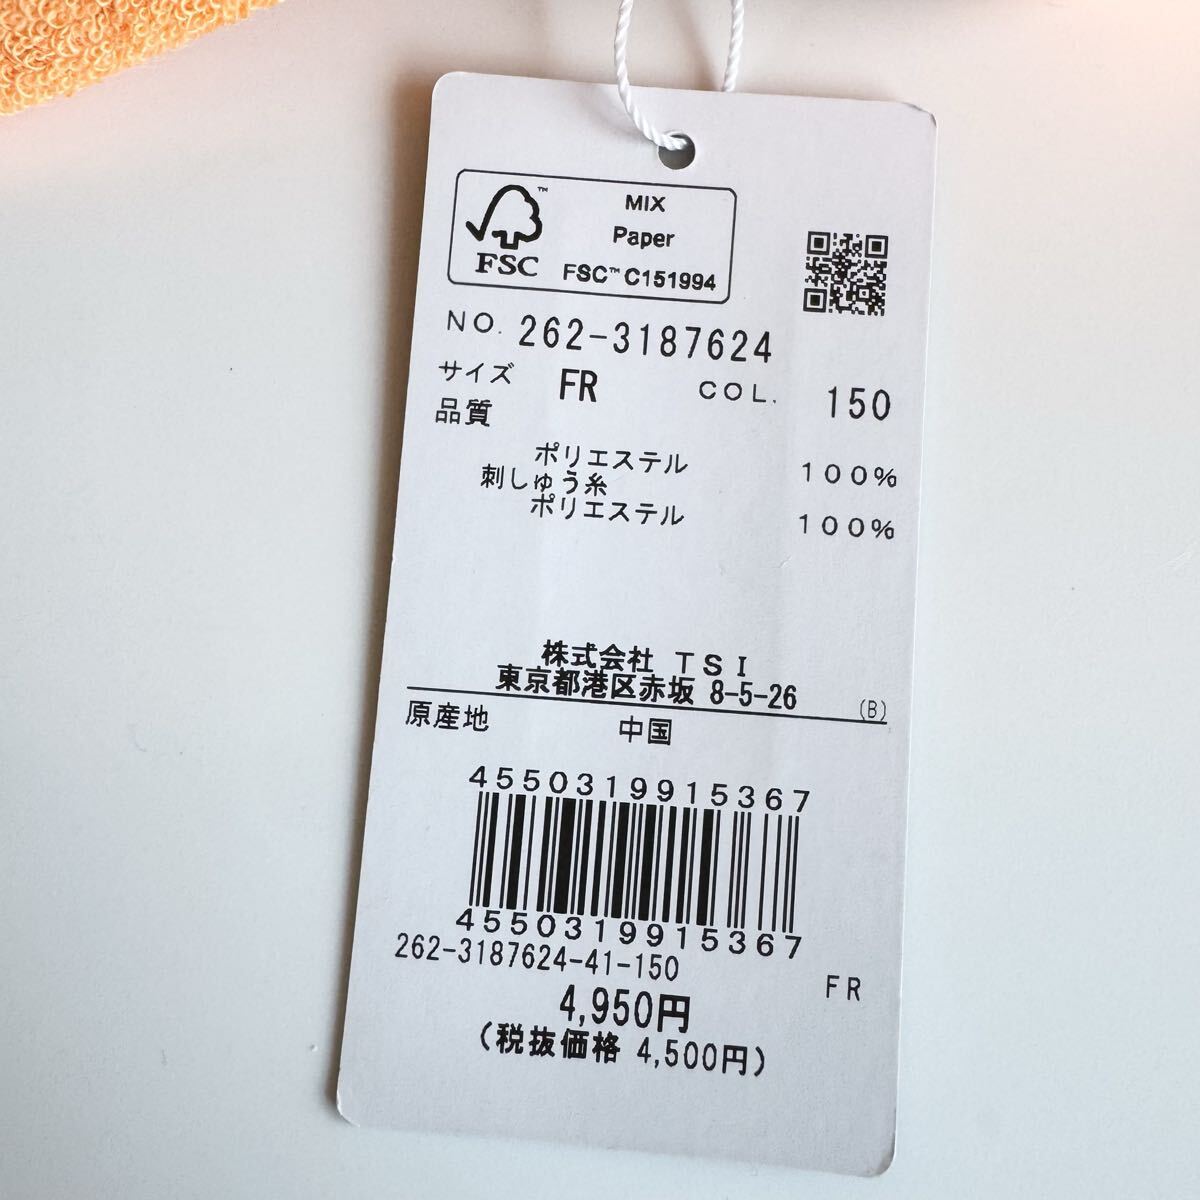 MIX
Paper
FSC™ C151994
™
FSC
NO. 262-3187624
サイズ FR COL. 150
品質
ポリエステル 100%
刺しゅう糸
ポリエステル 100%
株式会社 TSI
東京都港区赤坂 8-5-26 (B)
原産地 中国
4550319915367
4550319915367
262-3187624-41-150
FR
4,950円
(税抜価格 4,500円)